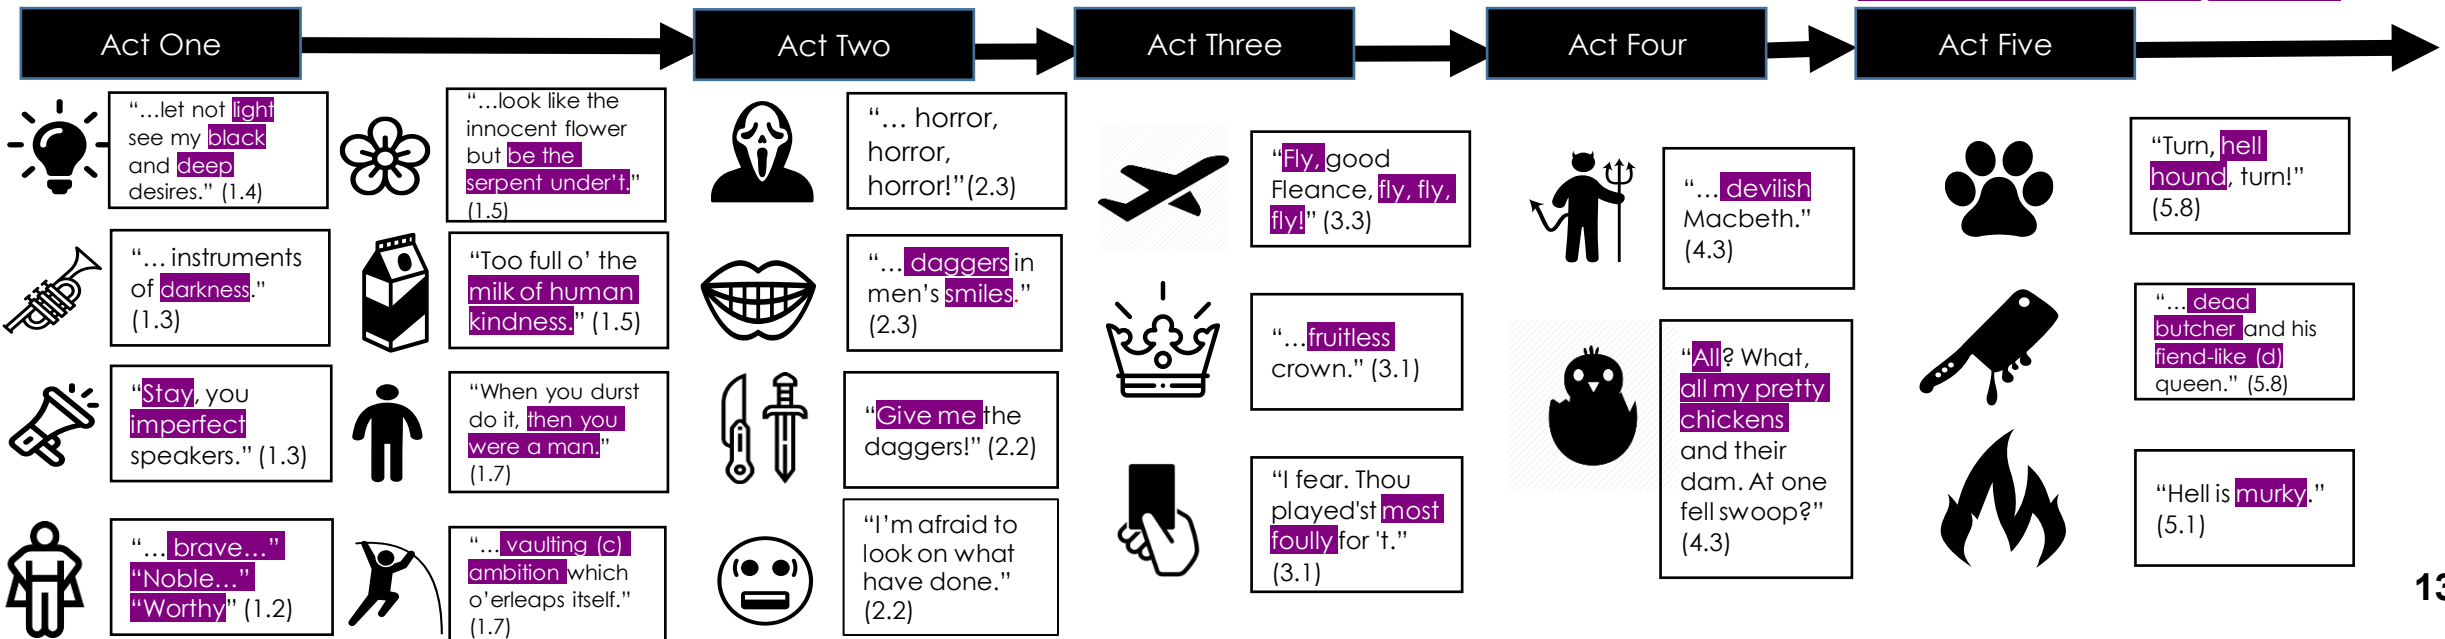 Act One
Act Two
Act Three
Act Four
Act Five
“…let not light
see my black
and deep
desires.” (1.4)
“… instruments
of darkness.”
(1.3)
“Stay, you
imperfect
speakers.” (1.3)
“… brave…”
“Noble…”
“Worthy” (1.2)
“…look like the
innocent flower
but be the
serpent under’t.”
(1.5)
“Too full o’ the
milk of human
kindness.” (1.5)
“When you durst
do it, then you
were a man.”
(1.7)
“… vaulting (c)
ambition which
o’erleaps itself.”
(1.7)
“… horror,
horror,
horror!”(2.3)
“… daggers in
men’s smiles.”
(2.3)
“Give me the
daggers!” (2.2)
“I’m afraid to
look on what
have done.”
(2.2)
“Fly, good
Fleance, fly, fly,
fly!” (3.3)
“…fruitless
crown.” (3.1)
“I fear. Thou
played'st most
foully for 't.”
(3.1)
“… devilish
Macbeth.”
(4.3)
“All? What,
all my pretty
chickens
and their
dam. At one
fell swoop?”
(4.3)
“Turn, hell
hound, turn!”
(5.8)
“… dead
butcher and his
fiend-like (d)
queen.” (5.8)
“Hell is murky.”
(5.1)
13